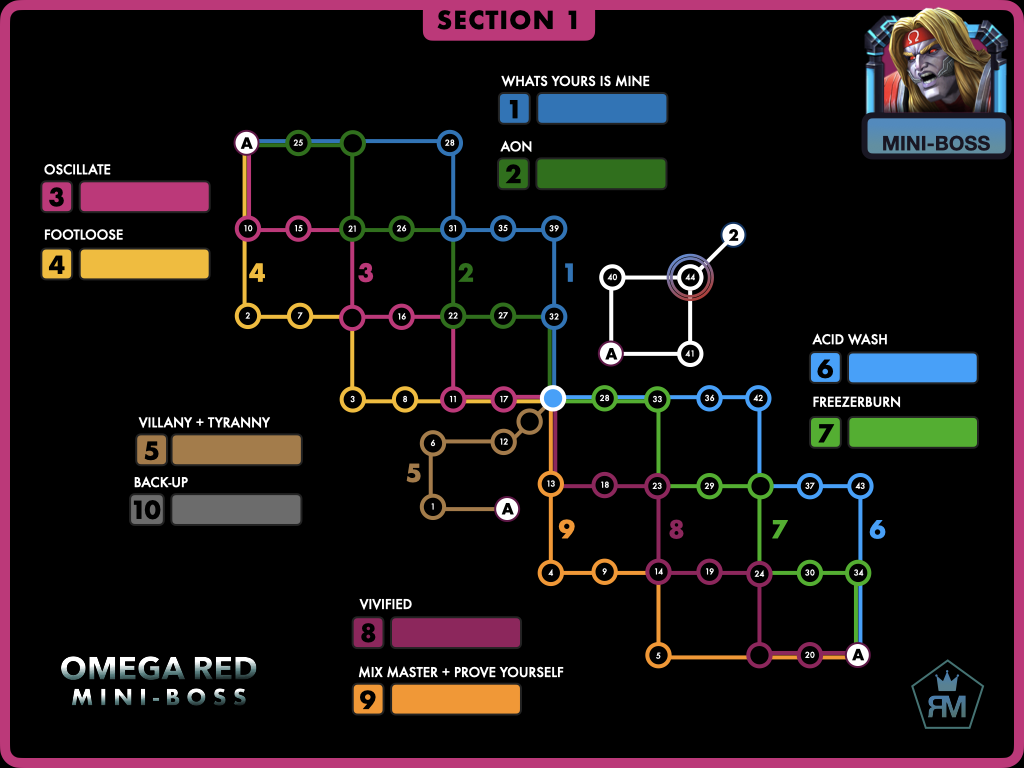 SECTION 1
MINI-BOSS
WHATS YOURS IS MINE
1
AON
2
OSCILLATE
3
FOOTLOOSE
4
A 25 28
10 15 21 26 31 35 39
4 3 2 1
2 7 16 22 27 32
3 8 11 17
2
40 44
A 41
ACID WASH
6
FREEZERBURN
7
VILLANY + TYRANNY
5
BACK-UP
10
6 12
5
1 A
28 33 36 42
13 18 23 29 37 43
9 8 7 6
4 9 14 19 24 30 34
5 20 A
VIVIFIED
8
MIX MASTER + PROVE YOURSELF
9
OMEGA RED
MINI-BOSS
RM